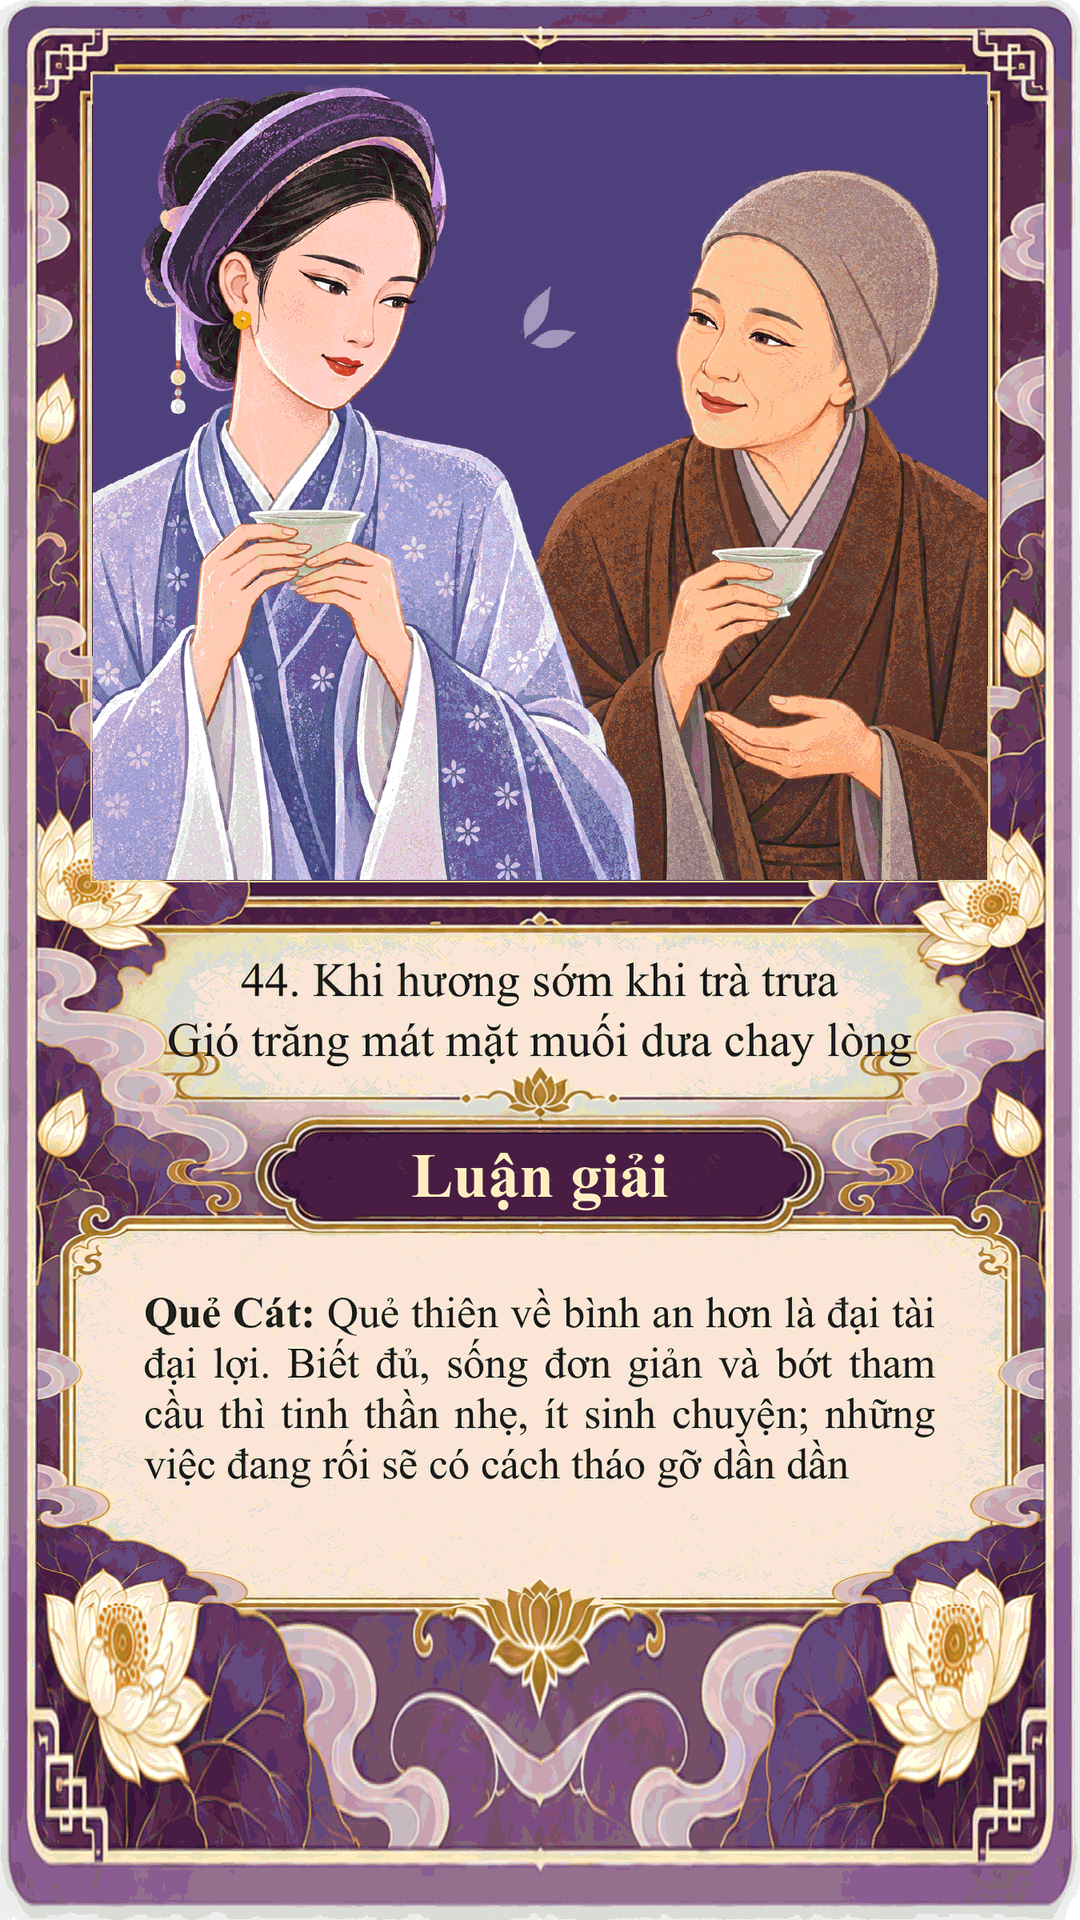 44. Khi hương sớm khi trà trưa
Gió trăng mát mặt muối dưa chay lòng
Luận giải
Quẻ Cát: Quẻ thiên về bình an hơn là đại tài
đại lợi. Biết đủ, sống đơn giản và bớt tham
cầu thì tinh thần nhẹ, ít sinh chuyện; những
việc đang rối sẽ có cách tháo gỡ dần dần